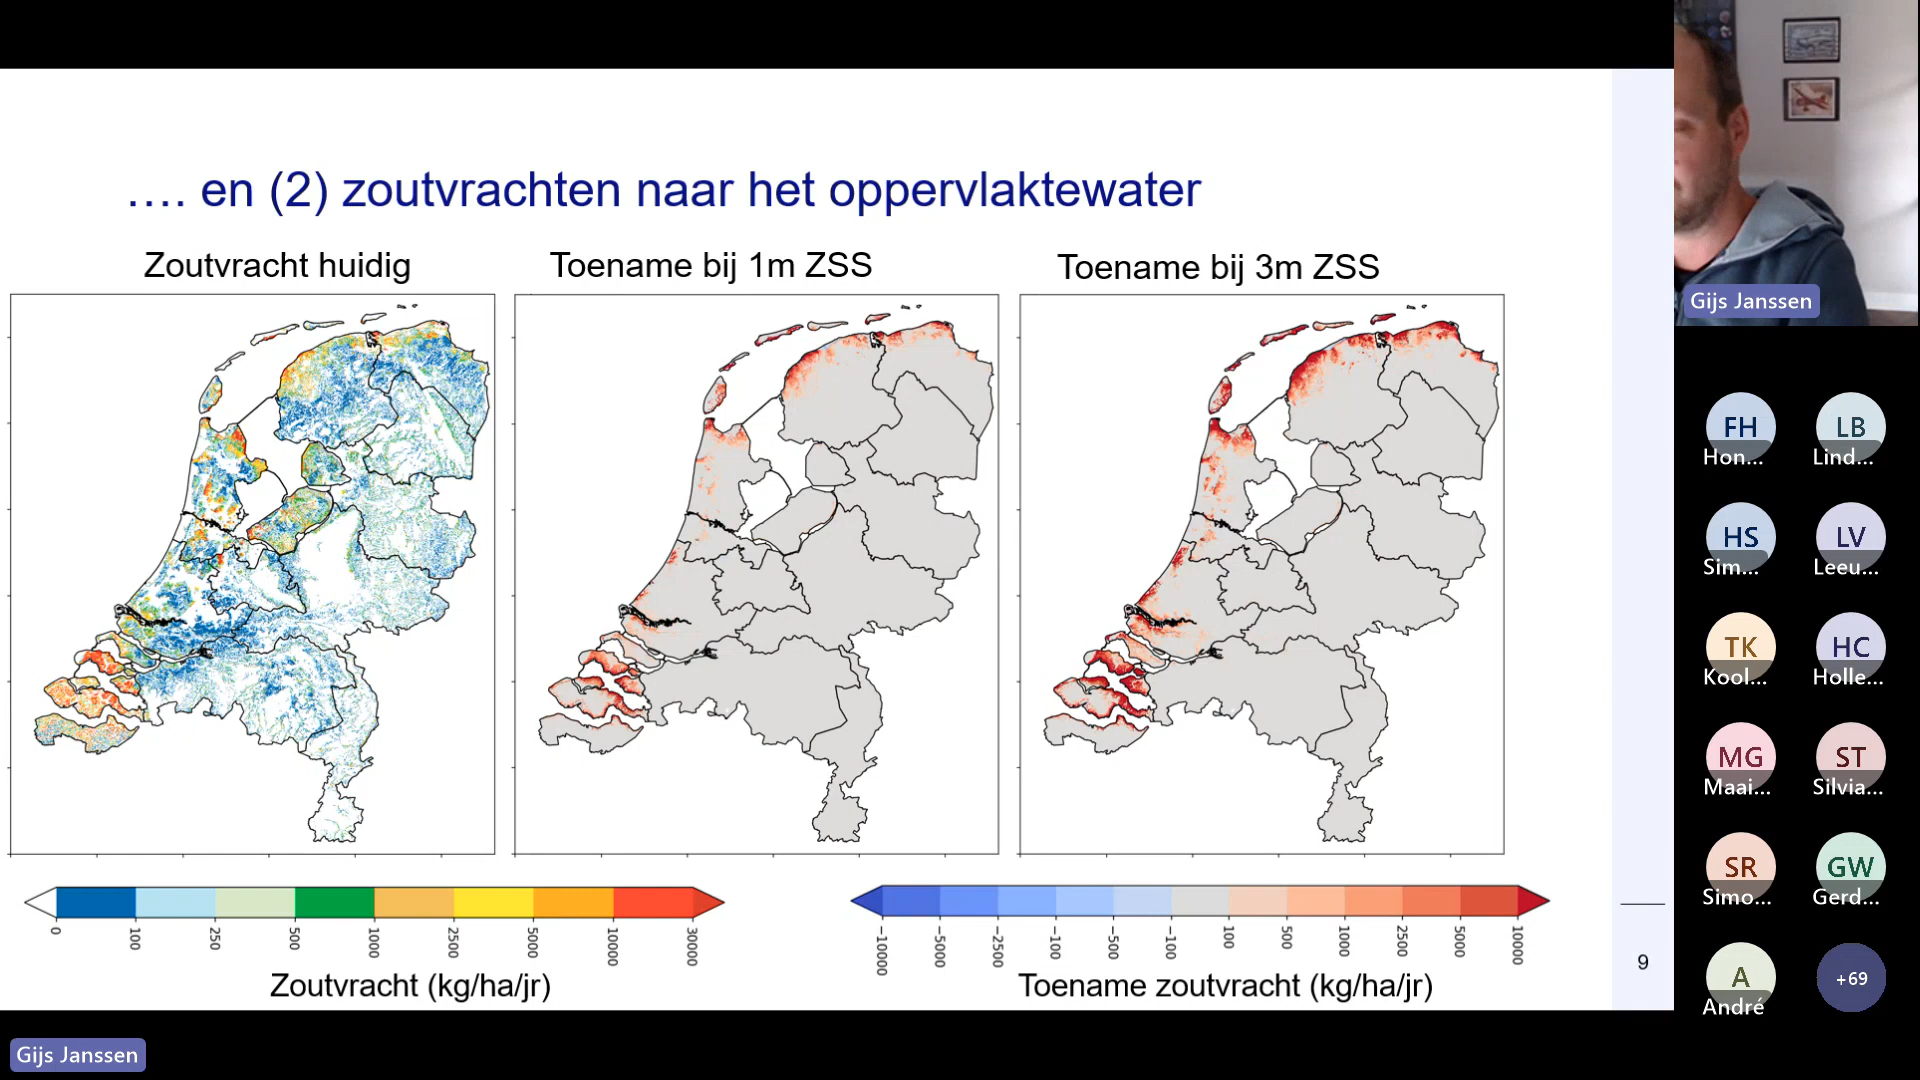 .... en (2) zoutvrachten naar het oppervlaktewater
Zoutvracht huidig
Toename bij 1m ZSS
Toename bij 3m ZSS
0
100
250
500
1000
2500
5000
10000
30000
Zoutvracht (kg/ha/jr)
-10000
-5000
-2500
-100
-500
-100
100
500
1000
2500
5000
10000
Toename zoutvracht (kg/ha/jr)
9
Gijs Janssen
FH
Hon...
LB
Lind...
HS
Sim...
LV
Leeu...
TK
Kool...
HC
Holle...
MG
Maai...
ST
Silvia...
SR
Simo...
GW
Gerd...
A
André
+69
Gijs Janssen